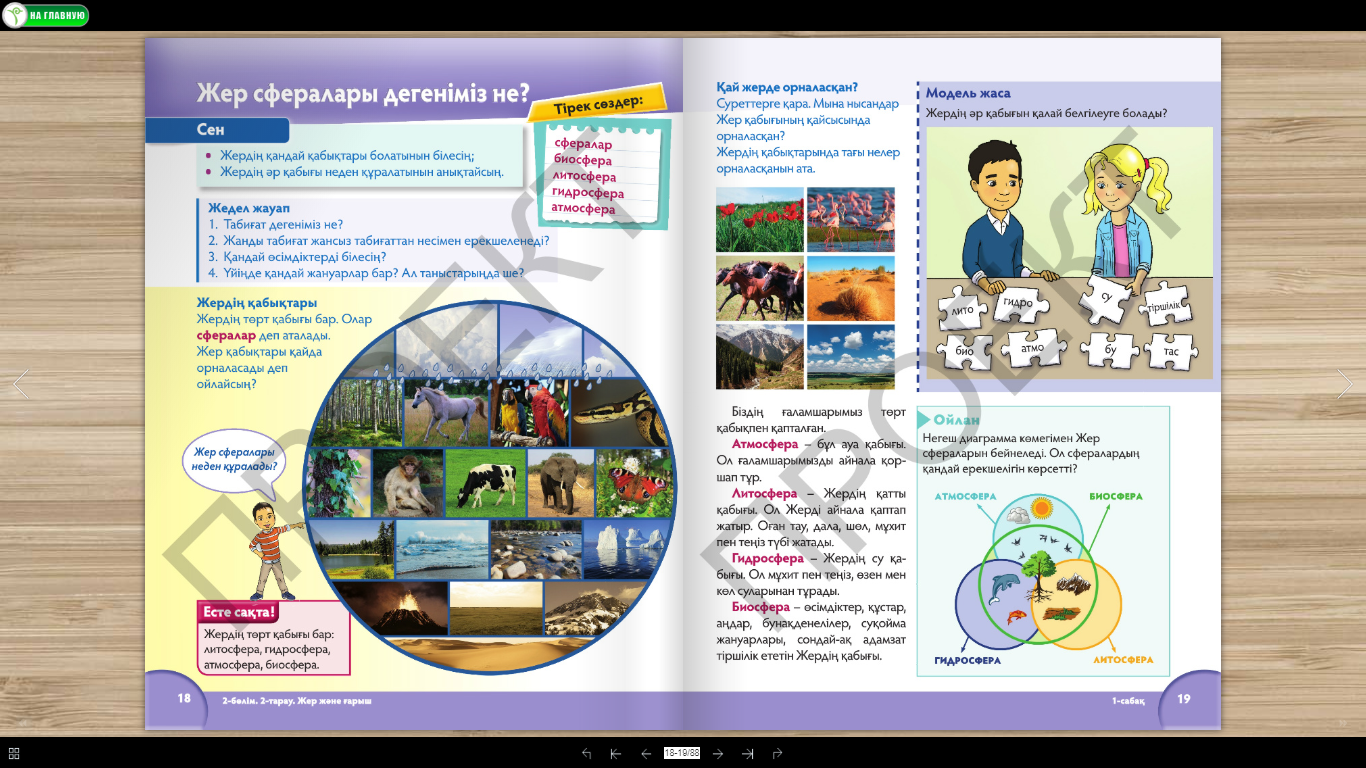 НА ГЛАВНУЮ
Жер сфералары дегеніміз не?
Сен
• Жердің қандай қабықтары болатынын білесің;
• Жердің әр қабығы неден құралатынын анықтайсың.
Тірек сөздер:
сфералар
биосфера
литосфера
гидросфера
атмосфера
Жедел жауап
1. Табиғат дегеніміз не?
2. Жанды табиғат жансыз табиғаттан несімен ерекшеленеді?
3. Қандай өсімдіктерді білесің?
4. Үйіңде қандай жануарлар бар? Ал таныстарыңда ше?
Жердің қабықтары
Жердің төрт қабығы бар. Олар
сфералар деп аталады.
Жер қабықтары қайда
орналасады деп
ойлайсың?
Жер сфералары
неден құралады?
Есте сақта!
Жердің төрт қабығы бар:
литосфера, гидросфера,
атмосфера, биосфера.
18
2-бөлім. 2-тарау. Жер және ғарыш
Қай жерде орналасқан?
Суреттерге қара. Мына нысандар
Жер қабығының қайсысында
орналасқан?
Жердің қабықтарында тағы нелер
орналасқанын ата.
Біздің ғаламшарымыз төрт
қабықпен қапталған.
Атмосфера – бұл ауа қабығы.
Ол ғаламшарымызды айнала қор-
шап тұр.
Литосфера – Жердің қатты
қабығы. Ол Жерді айнала қаптап
жатыр. Оған тау, дала, шөл, мұхит
пен теңіз түбі жатады.
Гидросфера – Жердің су қа-
бығы. Ол мұхит пен теңіз, өзен мен
көл суларынан тұрады.
Биосфера – өсімдіктер, құстар,
аңдар, бунақденелілер, суқойма
жануарлары, сондай-ақ адамзат
тіршілік ететін Жердің қабығы.
Модель жаса
Жердің әр қабығын қалай белгілеуге болады?
лито
гидро
су
тіршілік
био
атмо
бу
тас
Ойлан
Негеш диаграмма көмегімен Жер
сфераларын бейнеледі. Ол сфералардың
қандай ерекшелігін көрсетті?
АТМОСФЕРА
БИОСФЕРА
ГИДРОСФЕРА
ЛИТОСФЕРА
1-сабақ
19
ПРОЕКТ
ПРОЕКТ
18-19/88